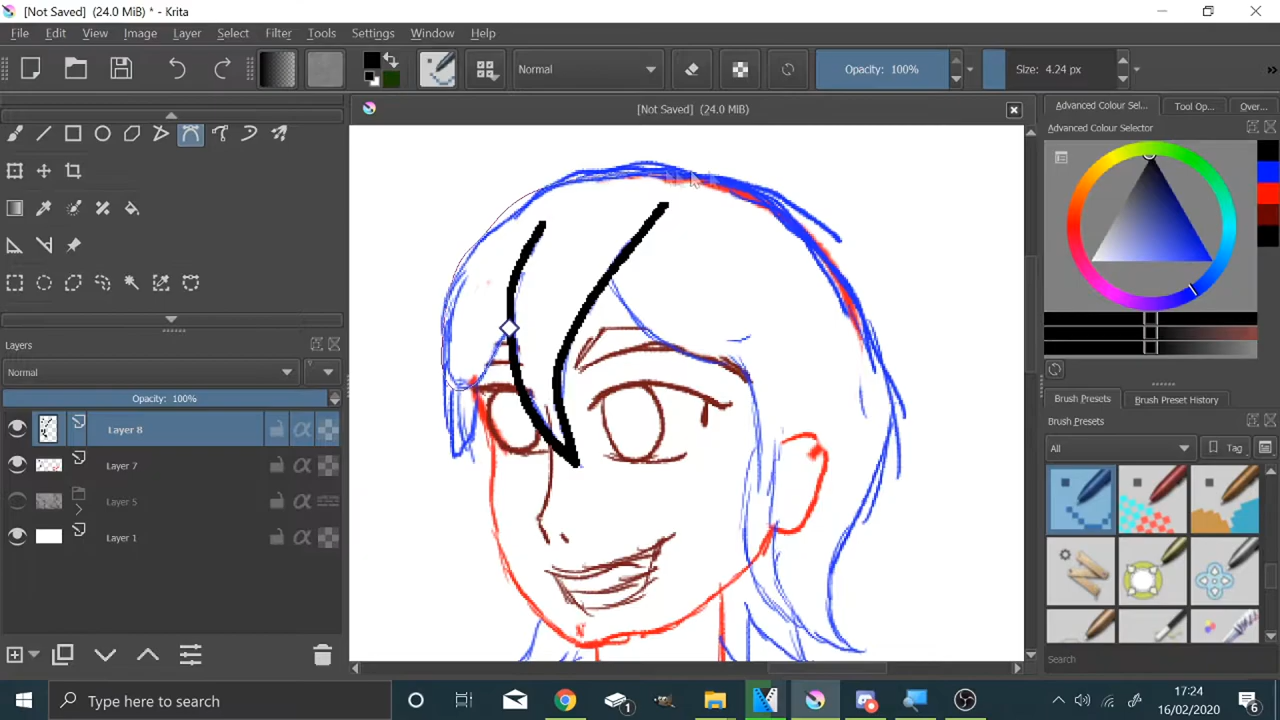 [Not Saved] (24.0 MiB) * - Krita
File Edit View Image Layer Select Filter Tools Settings Window Help
Normal Opacity: 100% Size: 4.24 px
[Not Saved] (24.0 MiB)
Advanced Colour Sel... Tool Op... Over...
Advanced Colour Selector
Layers
Normal
Opacity: 100%
Layer 8
Layer 7
Layer 5
Layer 1
Brush Presets Brush Preset History
Brush Presets
All Tag
Search
Type here to search
1
17:24
16/02/2020
6